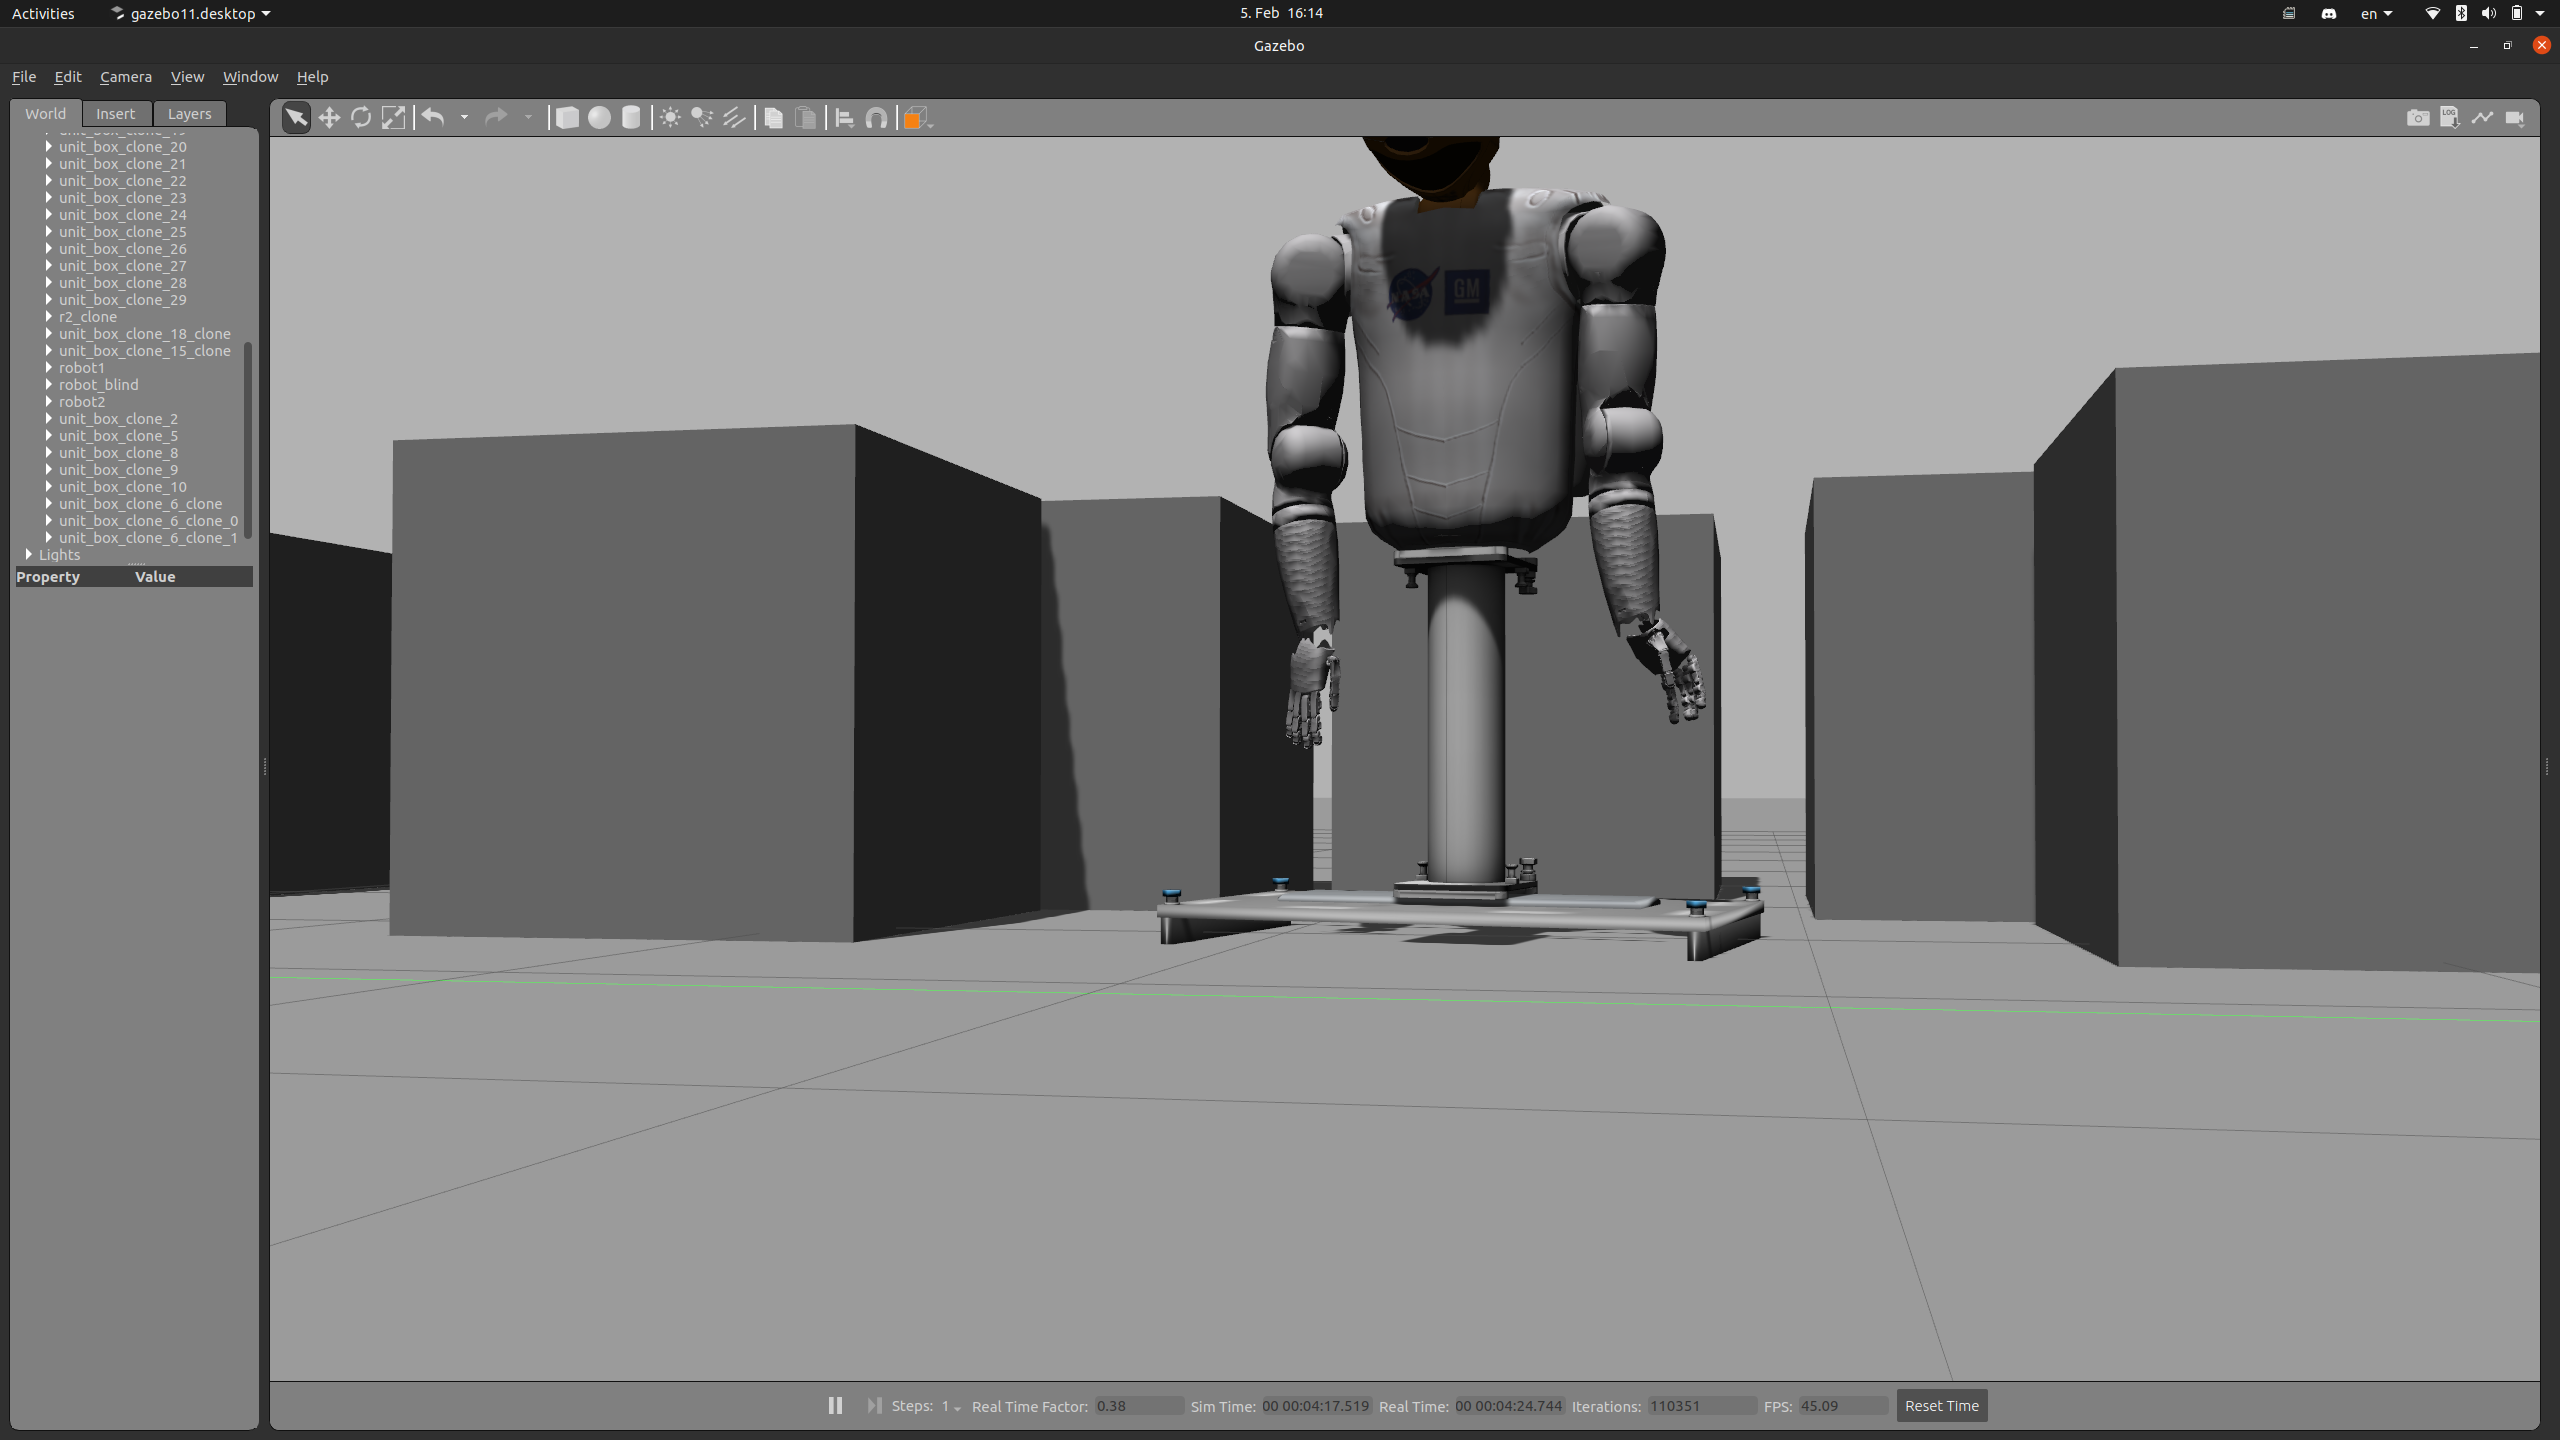 Activities gazebo11.desktop 5. Feb 16:14 en
Gazebo
File Edit Camera View Window Help
World Insert Layers
unit_box_clone_19
unit_box_clone_20
unit_box_clone_21
unit_box_clone_22
unit_box_clone_23
unit_box_clone_24
unit_box_clone_25
unit_box_clone_26
unit_box_clone_27
unit_box_clone_28
unit_box_clone_29
r2_clone
unit_box_clone_18_clone
unit_box_clone_15_clone
robot1
robot_blind
robot2
unit_box_clone_2
unit_box_clone_5
unit_box_clone_8
unit_box_clone_9
unit_box_clone_10
unit_box_clone_6_clone
unit_box_clone_6_clone_0
unit_box_clone_6_clone_1
Lights
Property Value
LOG
NASA GM
Steps: 1 Real Time Factor: 0.38 Sim Time: 00 00:04:17.519 Real Time: 00 00:04:24.744 Iterations: 110351 FPS: 45.09 Reset Time